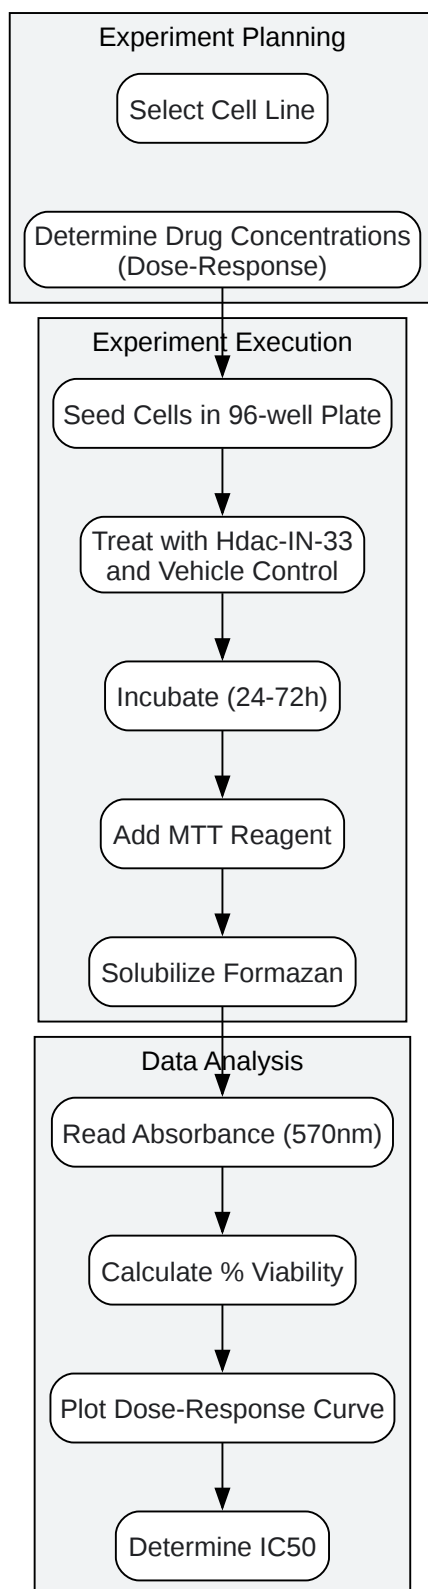 Experiment Planning
Select Cell Line
Determine Drug Concentrations
(Dose-Response)
Experiment Execution
Seed Cells in 96-well Plate
Treat with Hdac-IN-33
and Vehicle Control
Incubate (24-72h)
Add MTT Reagent
Solubilize Formazan
Data Analysis
Read Absorbance (570nm)
Calculate % Viability
Plot Dose-Response Curve
Determine IC50